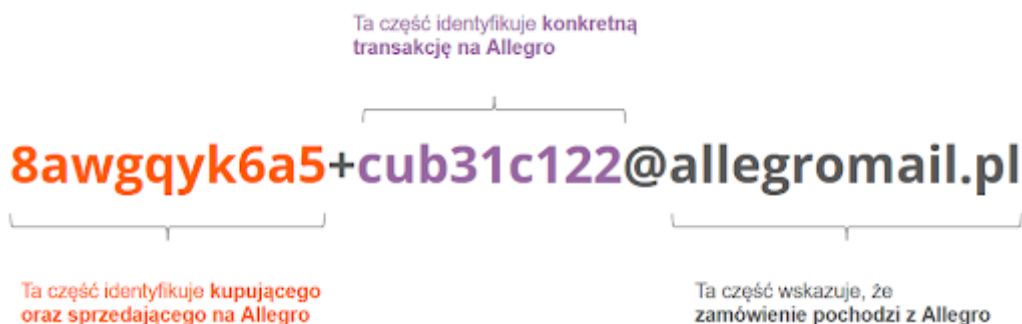 Ta część identyfikuje konkretną
transakcję na Allegro
8awgqyk6a5+cub31c122@allegromail.pl
Ta część identyfikuje kupującego
oraz sprzedającego na Allegro
Ta część wskazuje, że
zamówienie pochodzi z Allegro